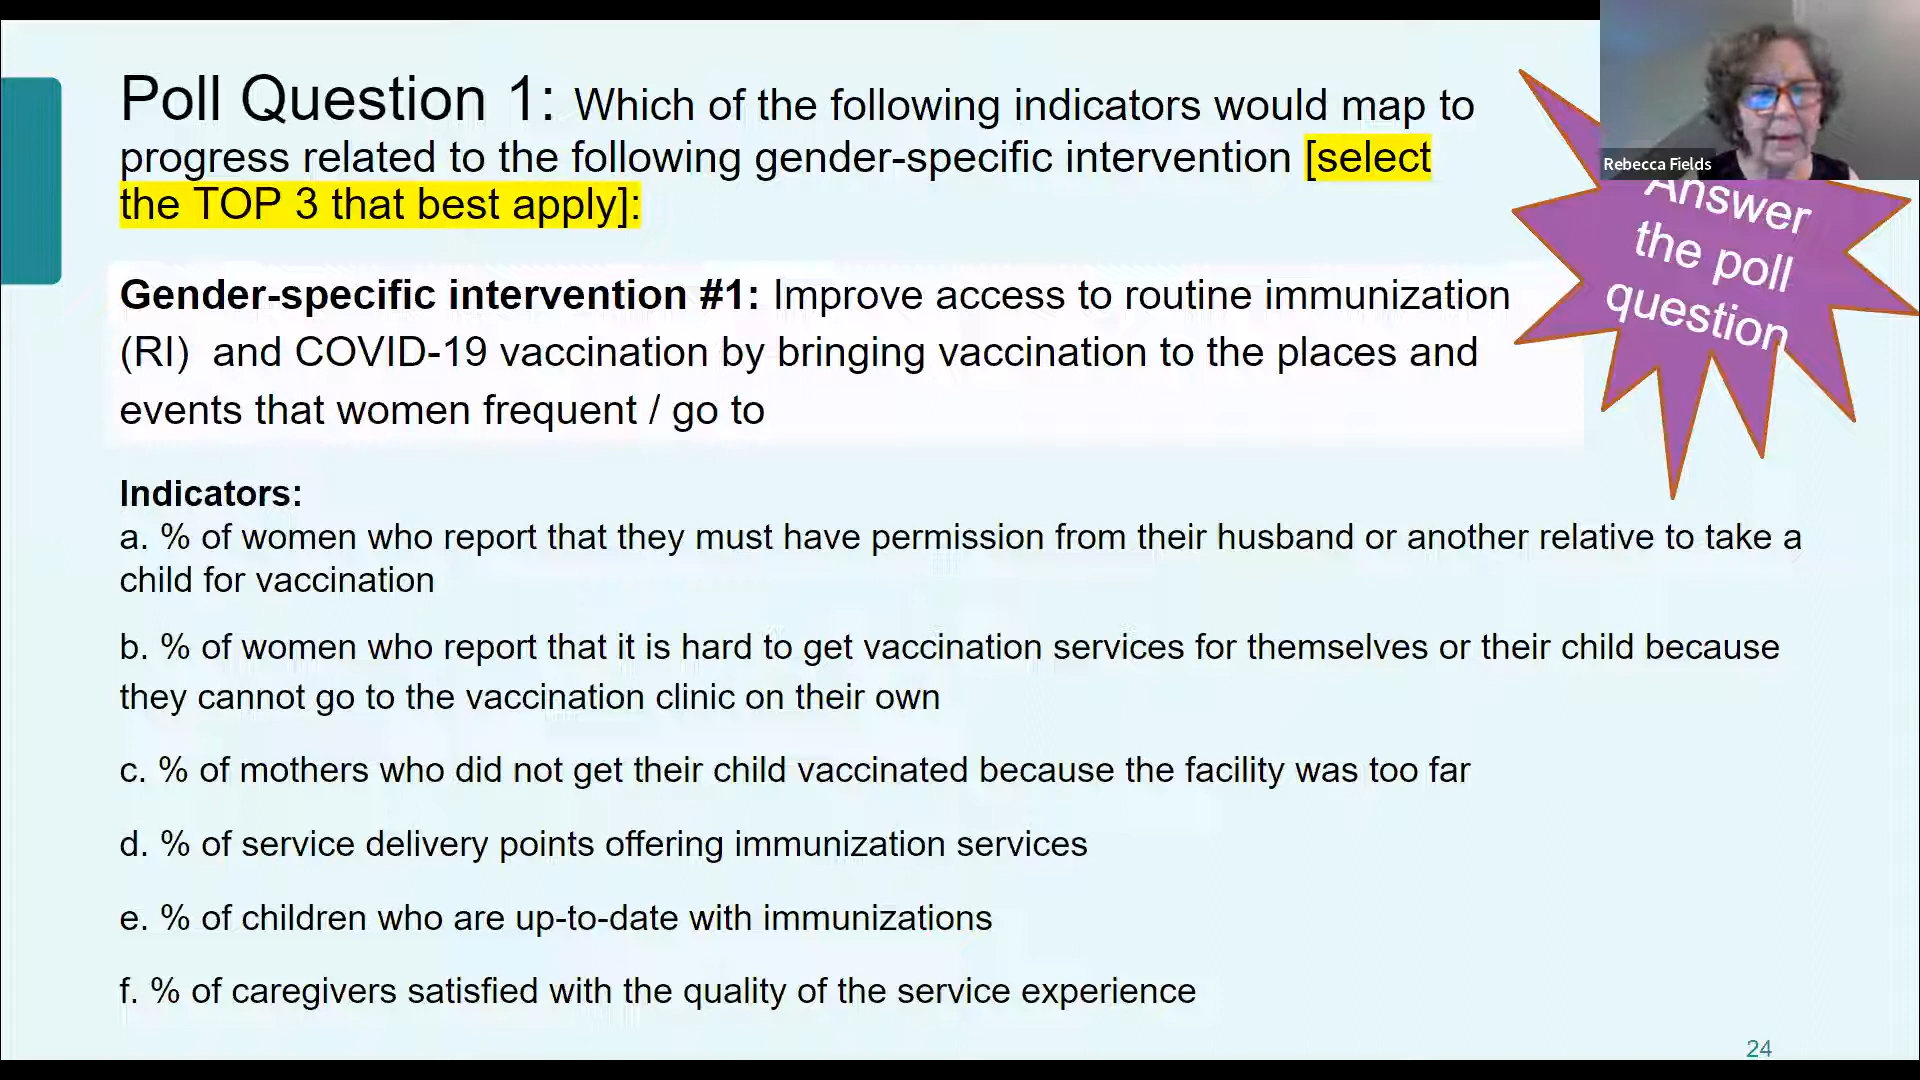 Poll Question 1: Which of the following indicators would map to
progress related to the following gender-specific intervention [select
the TOP 3 that best apply]:
Rebecca Fields
Answer
the poll
question
Gender-specific intervention #1: Improve access to routine immunization
(RI)  and COVID-19 vaccination by bringing vaccination to the places and
events that women frequent / go to
Indicators:
a. % of women who report that they must have permission from their husband or another relative to take a
child for vaccination
b. % of women who report that it is hard to get vaccination services for themselves or their child because
they cannot go to the vaccination clinic on their own
c. % of mothers who did not get their child vaccinated because the facility was too far
d. % of service delivery points offering immunization services
e. % of children who are up-to-date with immunizations
f. % of caregivers satisfied with the quality of the service experience
24